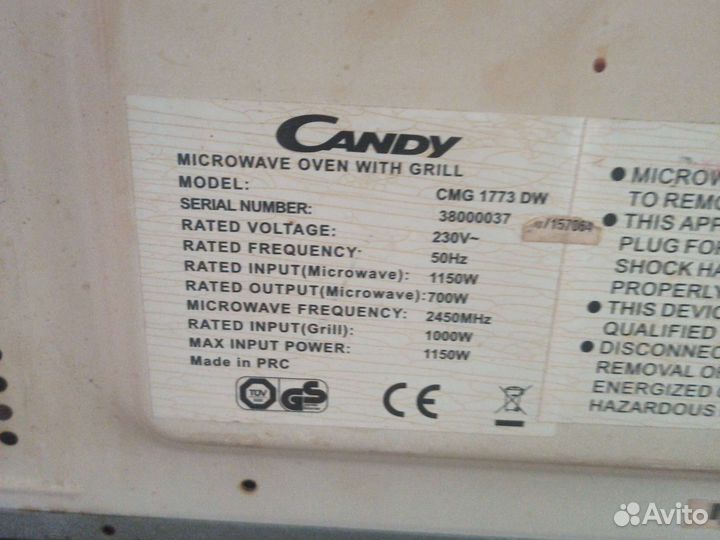 CANDY
MICROWAVE OVEN WITH GRILL
MODEL: CMG 1773 DW
SERIAL NUMBER: 38000037 /157064
RATED VOLTAGE: 230V~
RATED FREQUENCY: 50Hz
RATED INPUT(Microwave): 1150W
RATED OUTPUT(Microwave): 700W
MICROWAVE FREQUENCY: 2450MHz
RATED INPUT(Grill): 1000W
MAX INPUT POWER: 1150W
Made in PRC
TÜV GS CE
● MICROW
TO REMO
● THIS APP
PLUG FO
SHOCK HA
PROPERLY
● THIS DEVIC
QUALIFIED
● DISCONNEC
REMOVAL O
ENERGIZED
HAZARDOUS
Avito